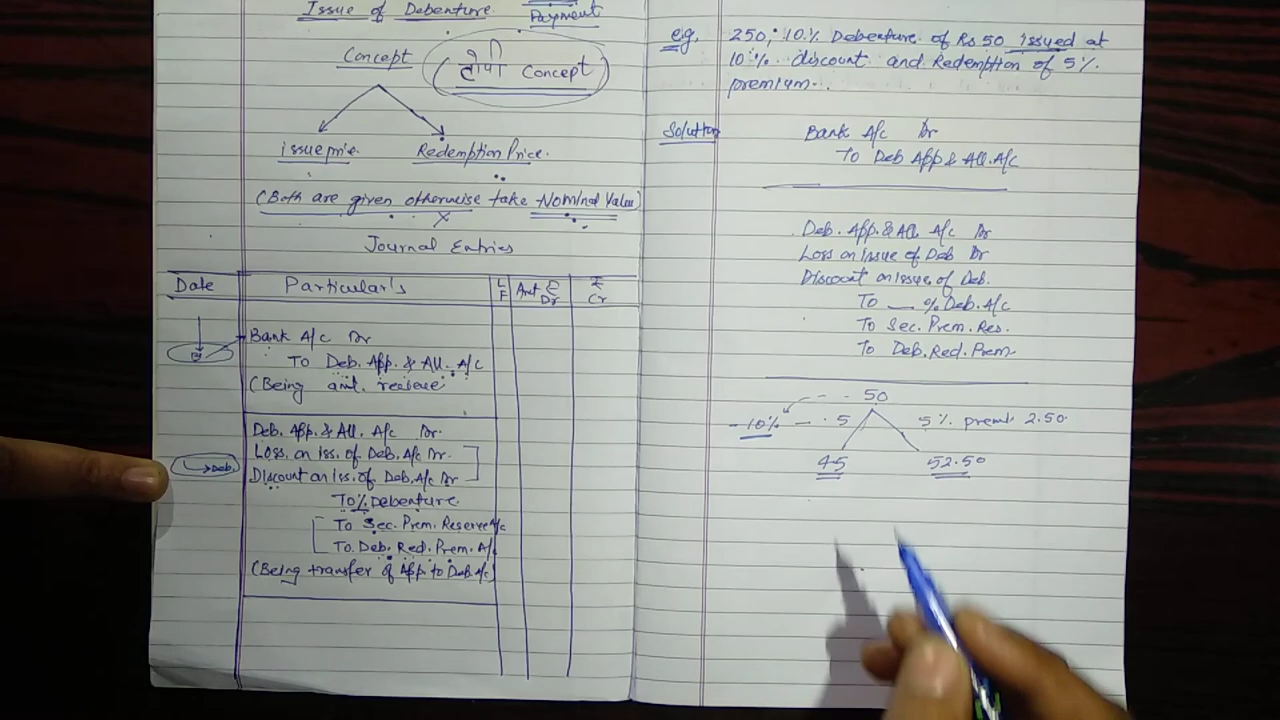 Issue of Debenture
Payment
Concept
Concept
issue price
Redemption Price.
(Both are given otherwise take Nominal Value)
Journal Entries
Date
Particulars
L F
Amt ₹ Dr
₹ Cr
Bank A/c Dr
To Deb. App. & All. A/c
(Being amt. receive
Deb. App. & All. A/c Dr.
Loss. on iss. of Deb. A/c Dr.
Discount on Iss. of Deb. A/c Dr
→Deb.
To % Debenture.
To Sec. Prem. Reserve A/c
To Deb. Red. Prem. A/c
(Being transfer of App. to Deb. A/c)
e.g. 250, 10% Debenture of Rs 50 issued at
10% discount and Redemption of 5%
premium.
Solution
Bank A/c Dr
To Deb App & All. A/c
Deb. App. & All. A/c Dr
Loss on issue of Deb Dr
Discount on issue of Deb.
To __ % Deb. A/c
To Sec. Prem. Res.
To Deb. Red. Prem.
50
-10% — 5
5% prem 2.50
45
52.50